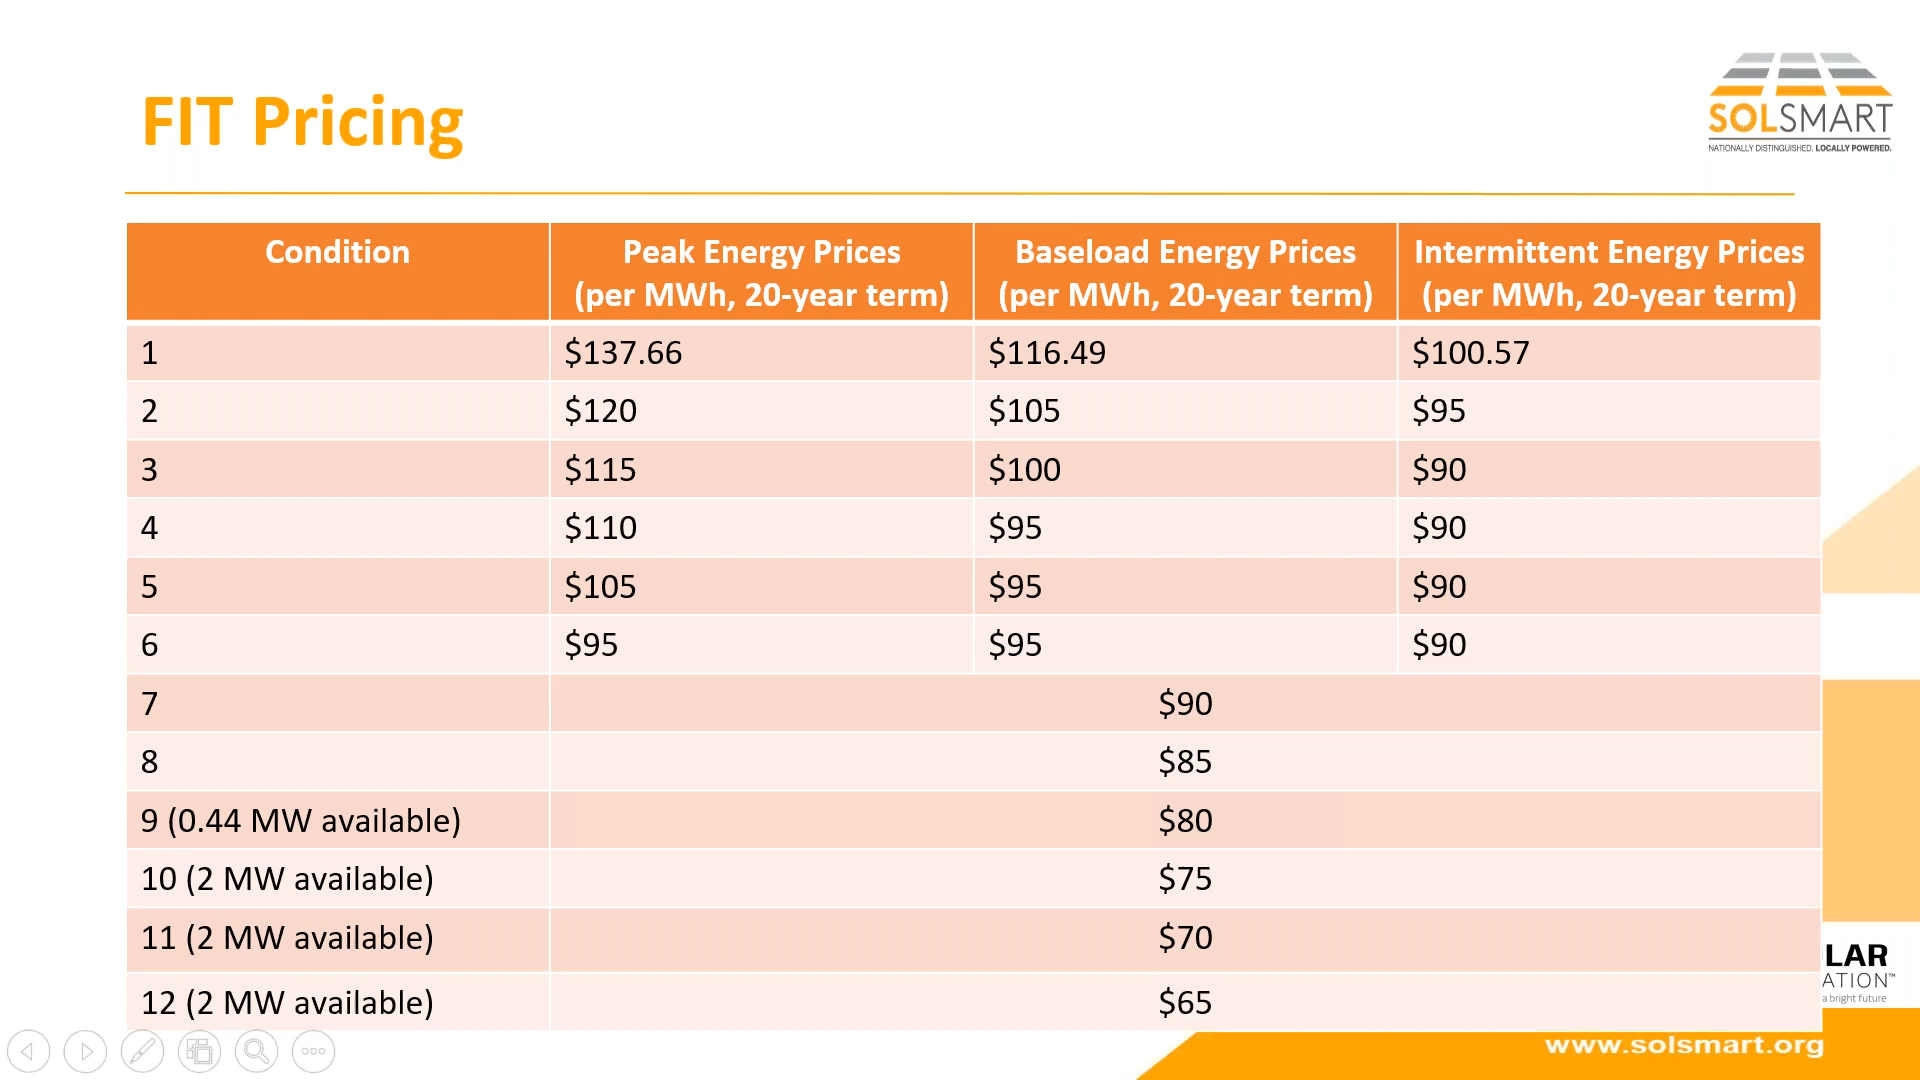 FIT Pricing
SOLSMART
NATIONALLY DISTINGUISHED. LOCALLY POWERED.
Condition
Peak Energy Prices
(per MWh, 20-year term)
Baseload Energy Prices
(per MWh, 20-year term)
Intermittent Energy Prices
(per MWh, 20-year term)
1 $137.66 $116.49 $100.57
2 $120 $105 $95
3 $115 $100 $90
4 $110 $95 $90
5 $105 $95 $90
6 $95 $95 $90
7 $90
8 $85
9 (0.44 MW available) $80
10 (2 MW available) $75
11 (2 MW available) $70
12 (2 MW available) $65
LAR
ATION™
a bright future
www.solsmart.org